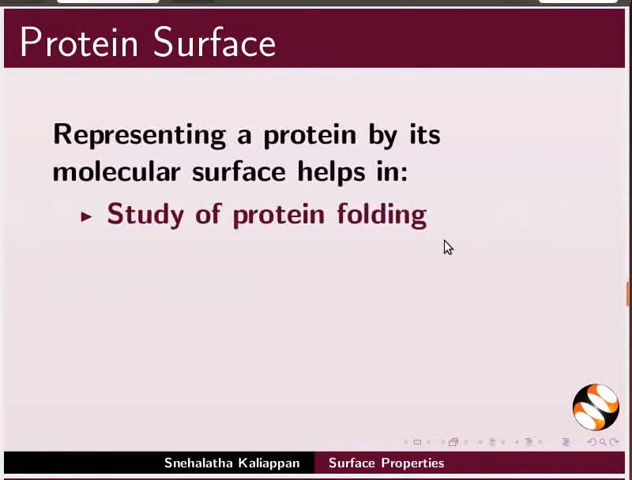 Protein Surface
Representing a protein by its
molecular surface helps in:
Study of protein folding
Snehalatha Kaliappan
Surface Properties